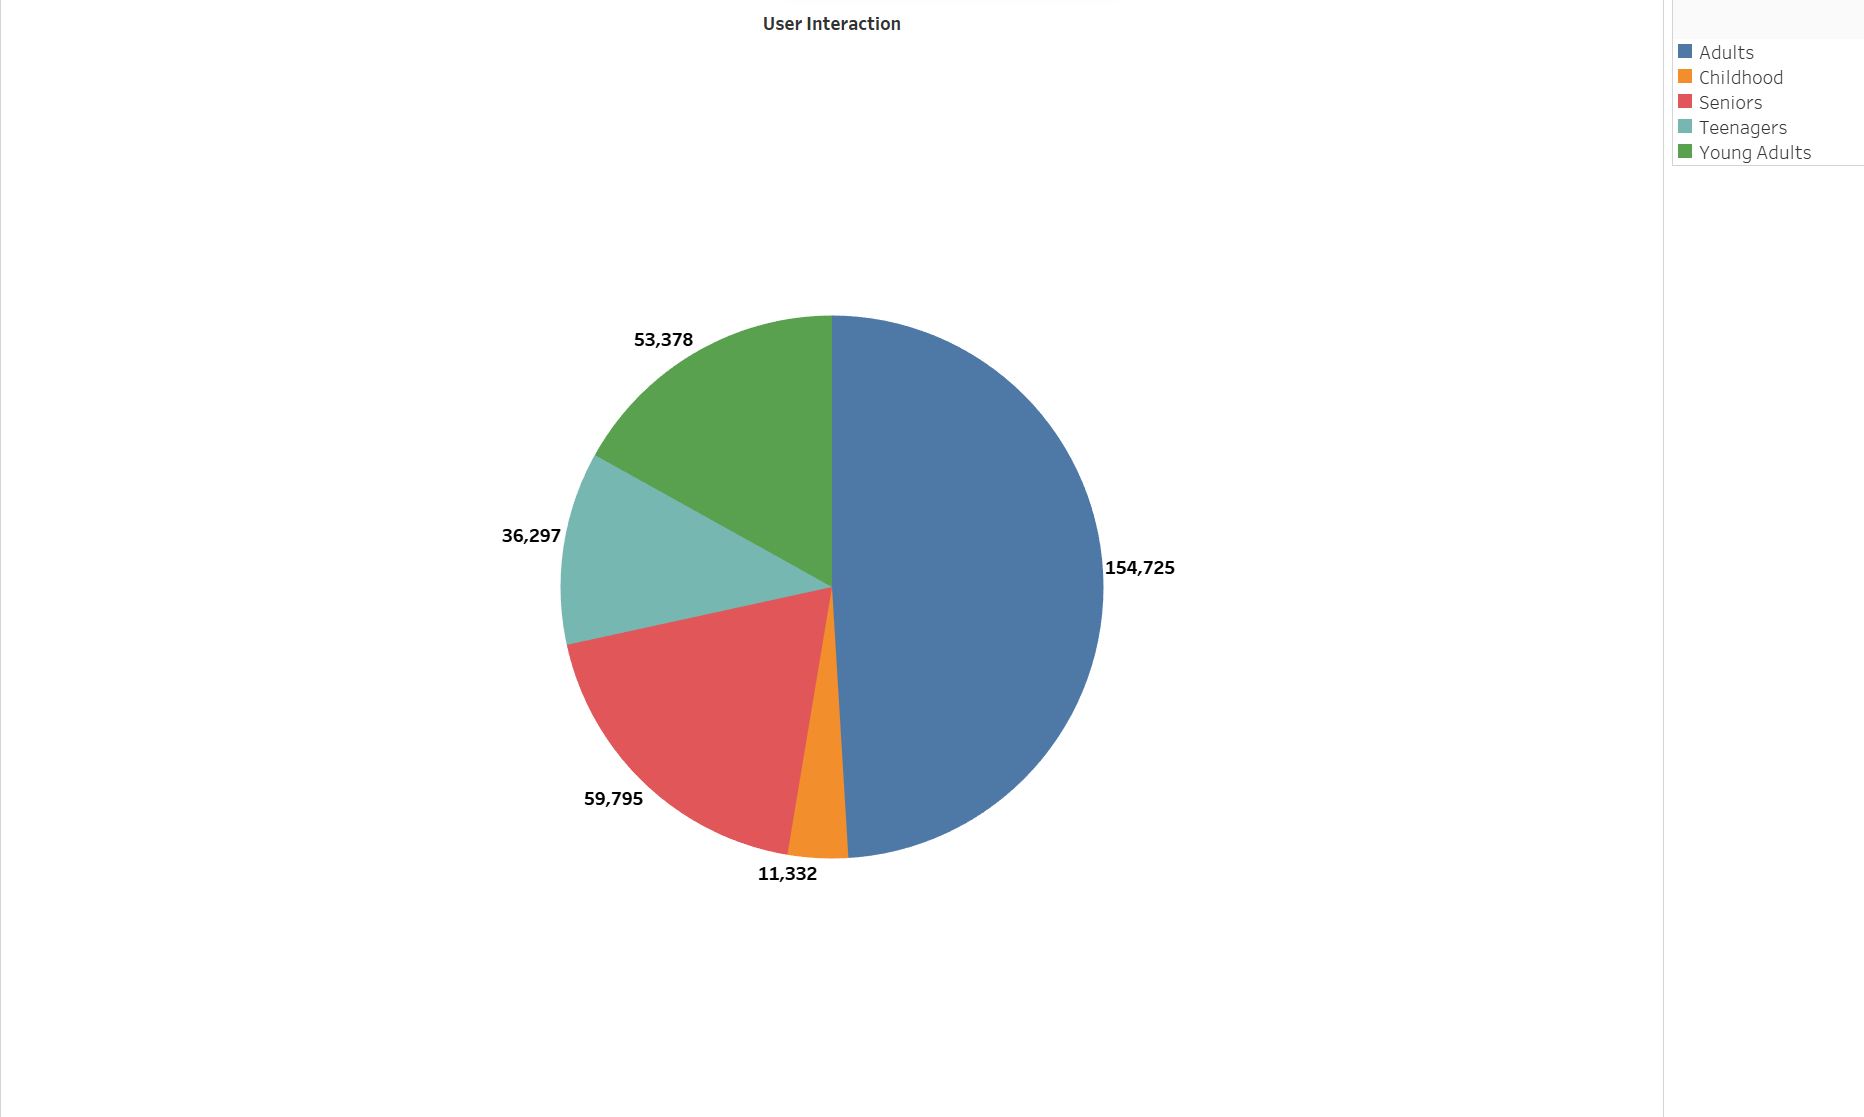 User Interaction
Adults
Childhood
Seniors
Teenagers
Young Adults
53,378
36,297
154,725
59,795
11,332